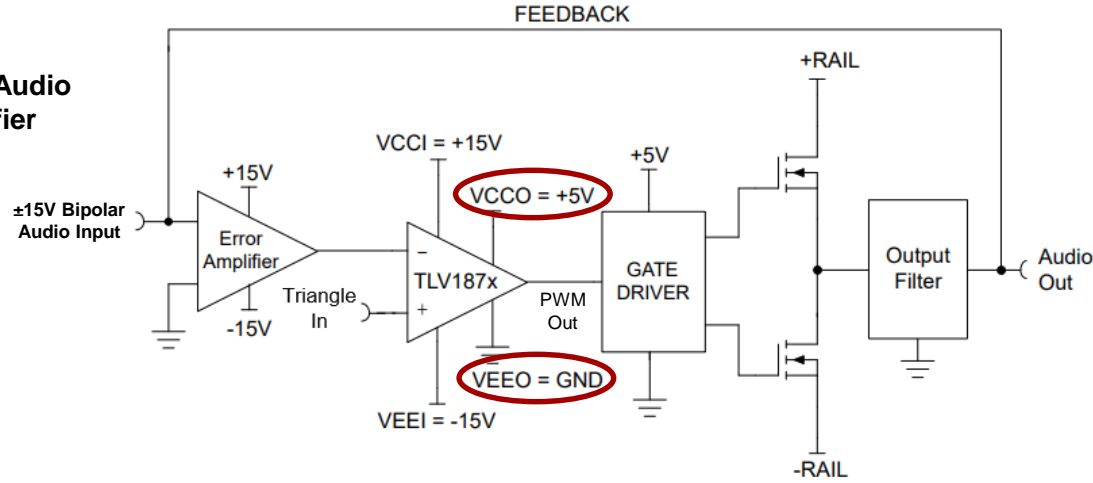 FEEDBACK
Audio
fier
+RAIL
VCCI = +15V
+5V
+15V
VCCO = +5V
±15V Bipolar
Audio Input
Error
Amplifier
−
TLV187x
GATE
DRIVER
Output
Filter
Audio
Out
Triangle
In
+
PWM
Out
-15V
VEEO = GND
VEEI = -15V
-RAIL